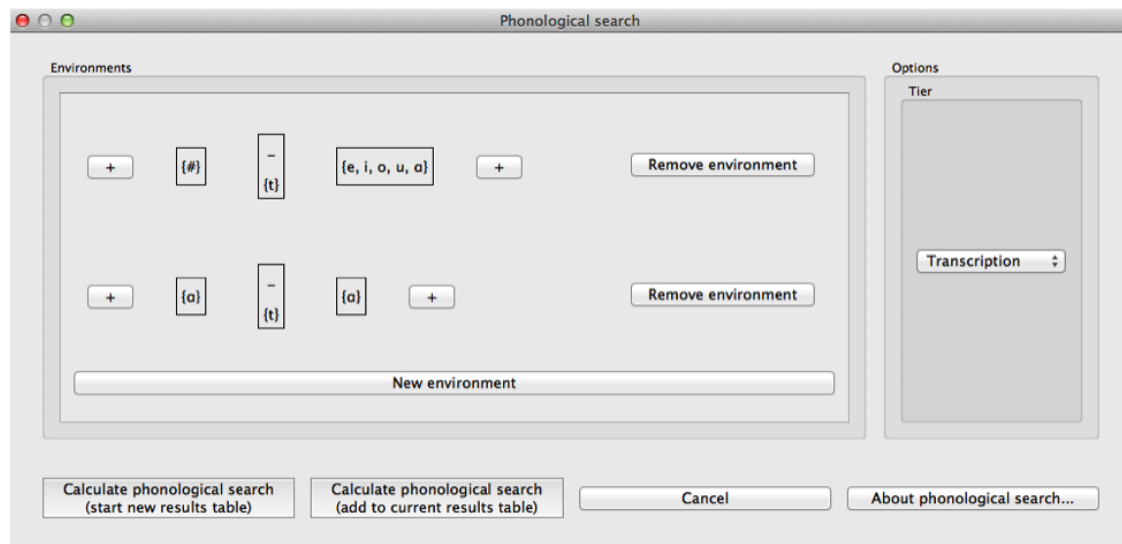 Phonological search
Environments
Options
Tier
+ {#} _ {t} {e, i, o, u, ɑ} + Remove environment
+ {ɑ} _ {t} {ɑ} + Remove environment
Transcription
New environment
Calculate phonological search
(start new results table)
Calculate phonological search
(add to current results table)
Cancel
About phonological search...